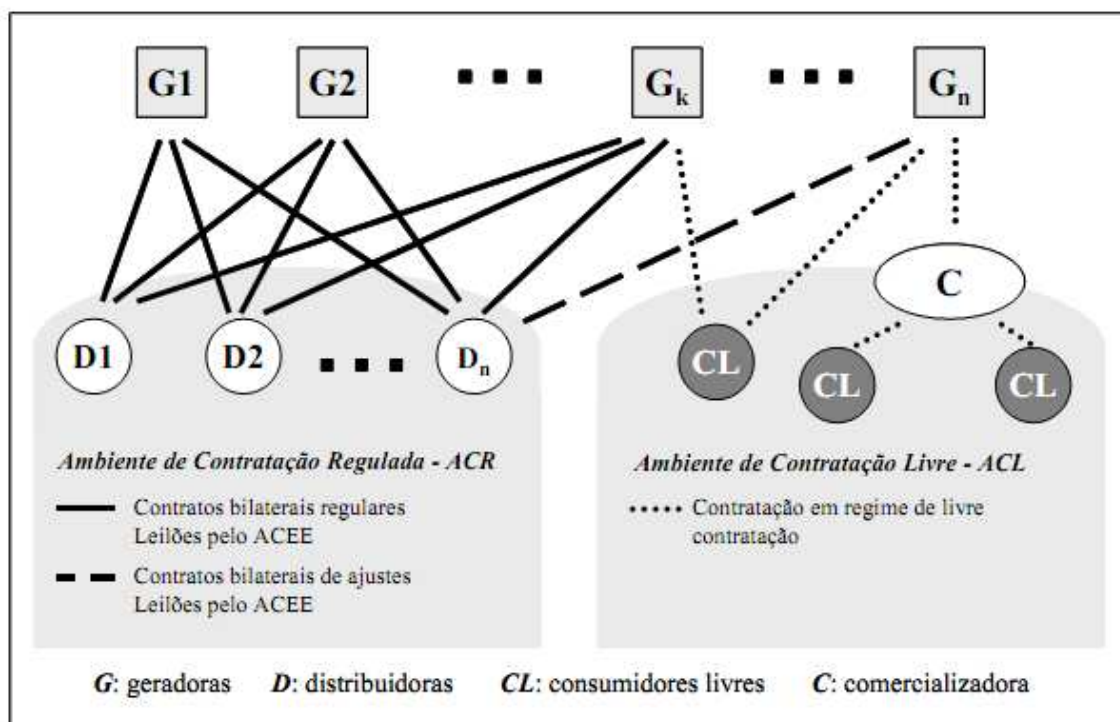 G1 G2 Gk Gn
C
D1 D2 Dn CL CL CL
Ambiente de Contratação Regulada - ACR
Contratos bilaterais regulares
Leilões pelo ACEE
Contratos bilaterais de ajustes
Leilões pelo ACEE
Ambiente de Contratação Livre - ACL
Contratação em regime de livre
contratação
G: geradoras D: distribuidoras CL: consumidores livres C: comercializadora